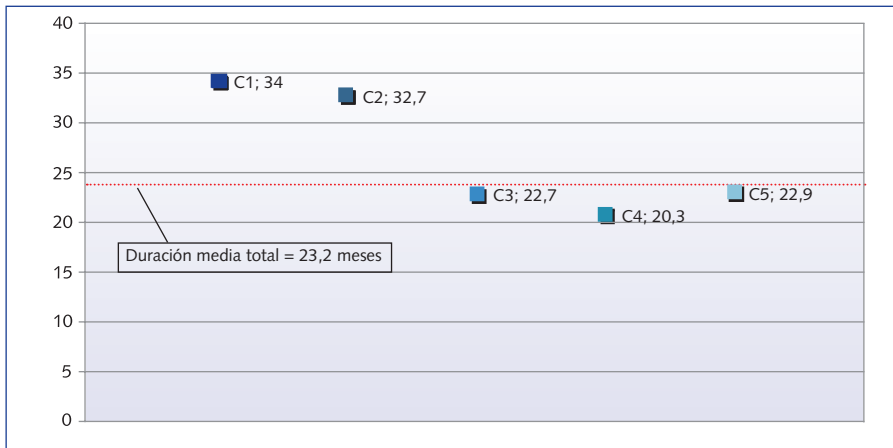 40
35
C1; 34
C2; 32,7
30
25
C3; 22,7
C5; 22,9
C4; 20,3
20
Duración media total = 23,2 meses
15
10
5
0